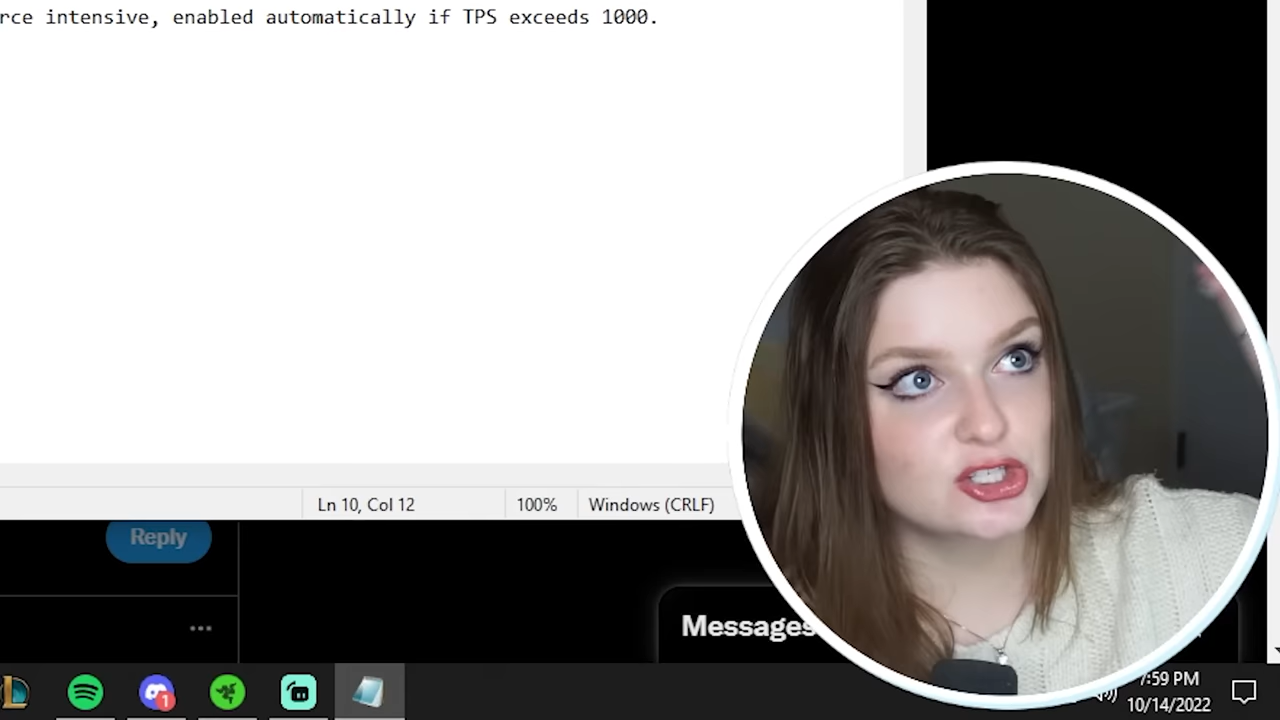 rce intensive, enabled automatically if TPS exceeds 1000.
Ln 10, Col 12 100% Windows (CRLF)
Reply
Messages
7:59 PM
10/14/2022
1